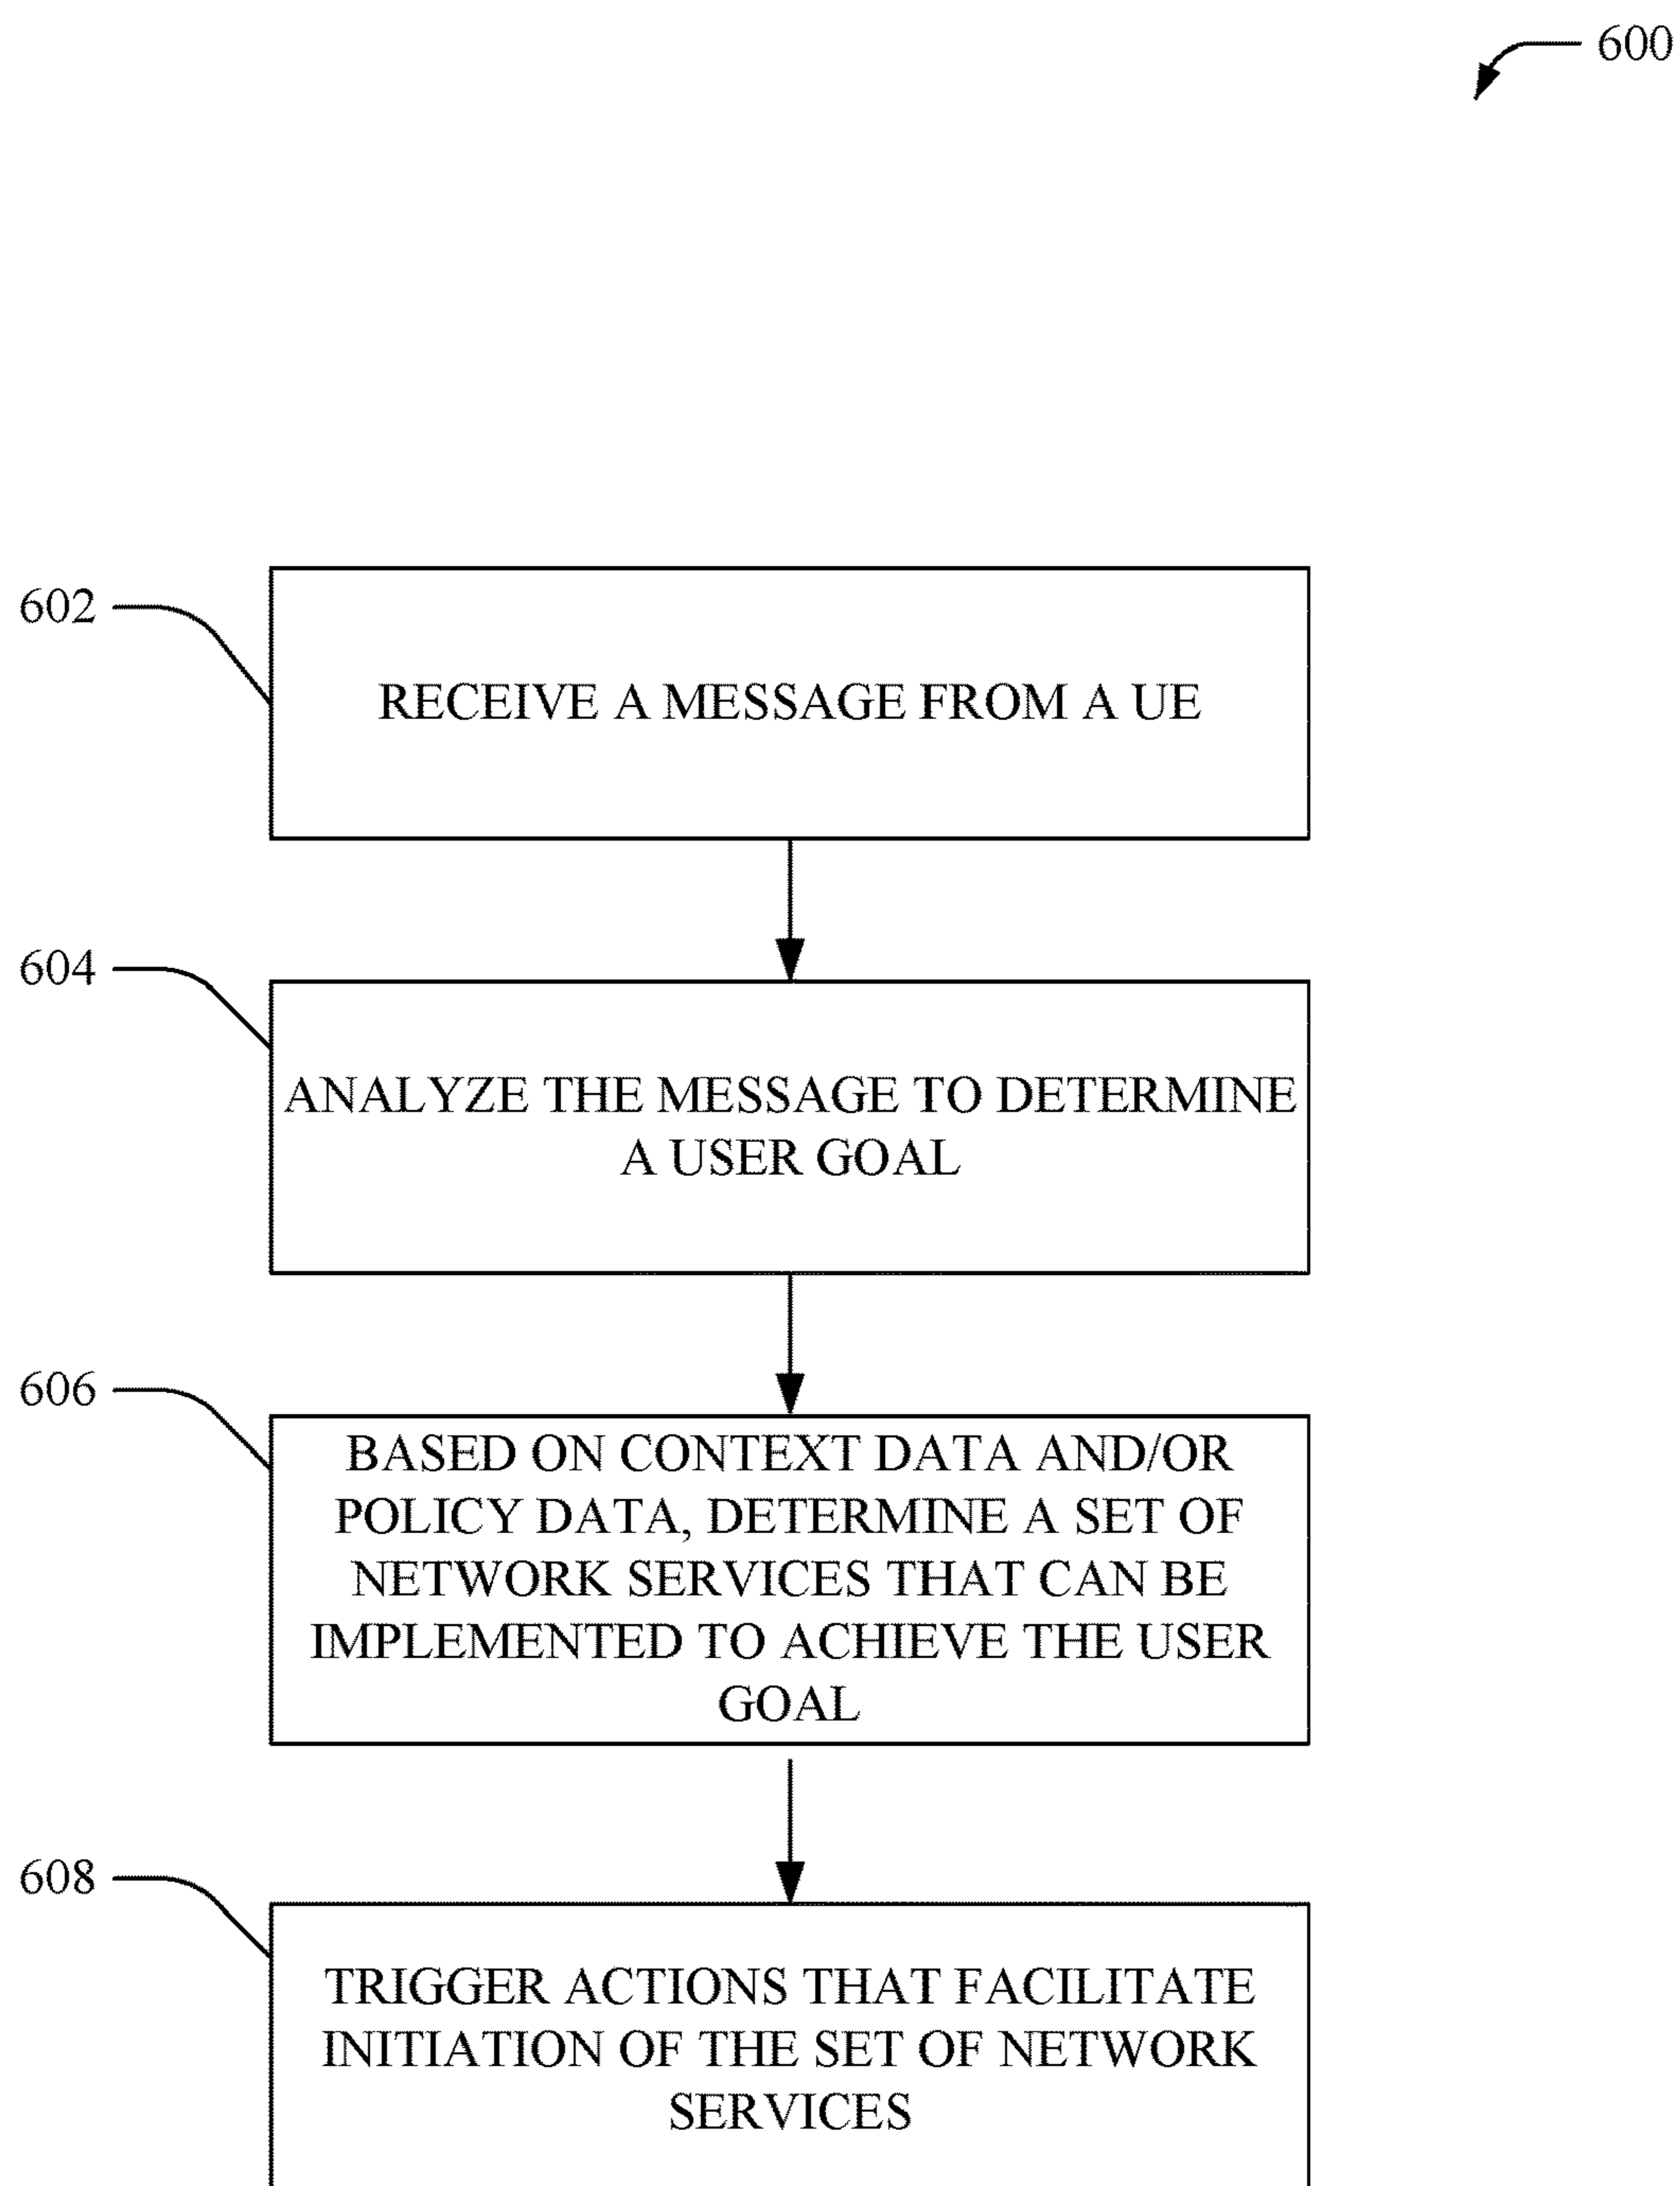 600
602
RECEIVE A MESSAGE FROM A UE
604
ANALYZE THE MESSAGE TO DETERMINE
A USER GOAL
606
BASED ON CONTEXT DATA AND/OR
POLICY DATA, DETERMINE A SET OF
NETWORK SERVICES THAT CAN BE
IMPLEMENTED TO ACHIEVE THE USER
GOAL
608
TRIGGER ACTIONS THAT FACILITATE
INITIATION OF THE SET OF NETWORK
SERVICES